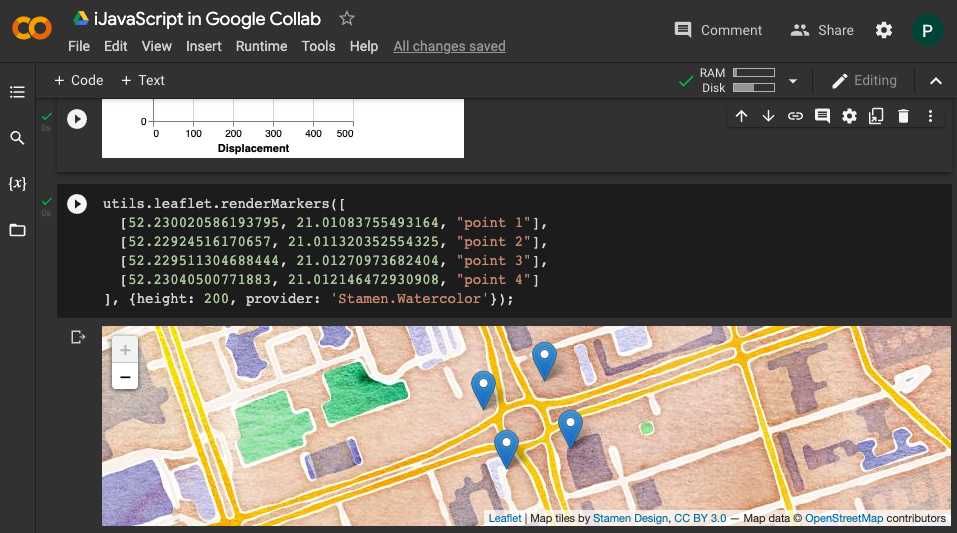 iJavaScript in Google Collab
Comment
Share
P
File Edit View Insert Runtime Tools Help All changes saved
+ Code + Text
RAM
Disk
Editing
0s
0
0 100 200 300 400 500
Displacement
{x}
0s
utils.leaflet.renderMarkers([
[52.230020586193795, 21.01083755493164, "point 1"],
[52.22924516170657, 21.011320352554325, "point 2"],
[52.229511304688444, 21.01270973682404, "point 3"],
[52.23040500771883, 21.012146472930908, "point 4"]
], {height: 200, provider: 'Stamen.Watercolor'});
+
−
Leaflet | Map tiles by Stamen Design, CC BY 3.0 — Map data © OpenStreetMap contributors